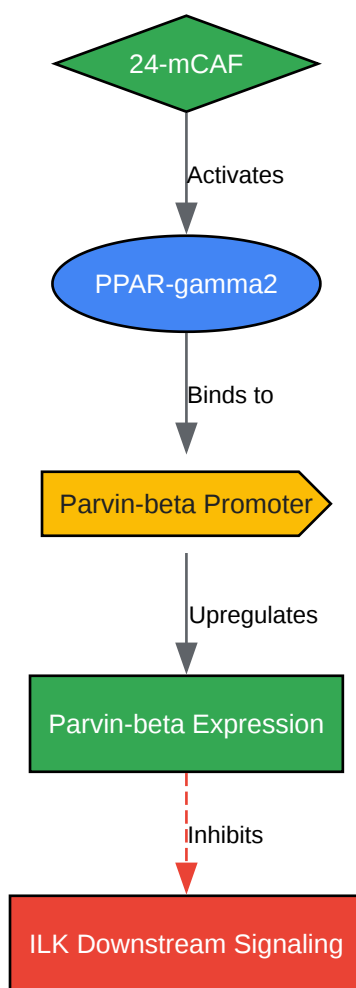 24-mCAF
Activates
PPAR-gamma2
Binds to
Parvin-beta Promoter
Upregulates
Parvin-beta Expression
Inhibits
ILK Downstream Signaling